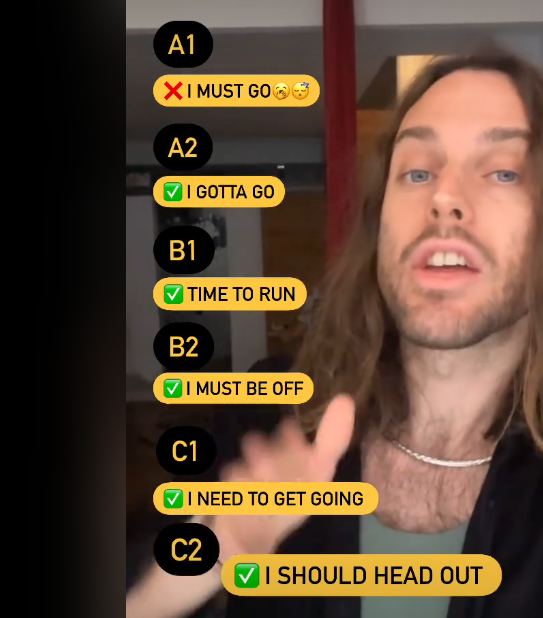 A1
❌ I MUST GO🥱😴
A2
✅ I GOTTA GO
B1
✅ TIME TO RUN
B2
✅ I MUST BE OFF
C1
✅ I NEED TO GET GOING
C2
✅ I SHOULD HEAD OUT